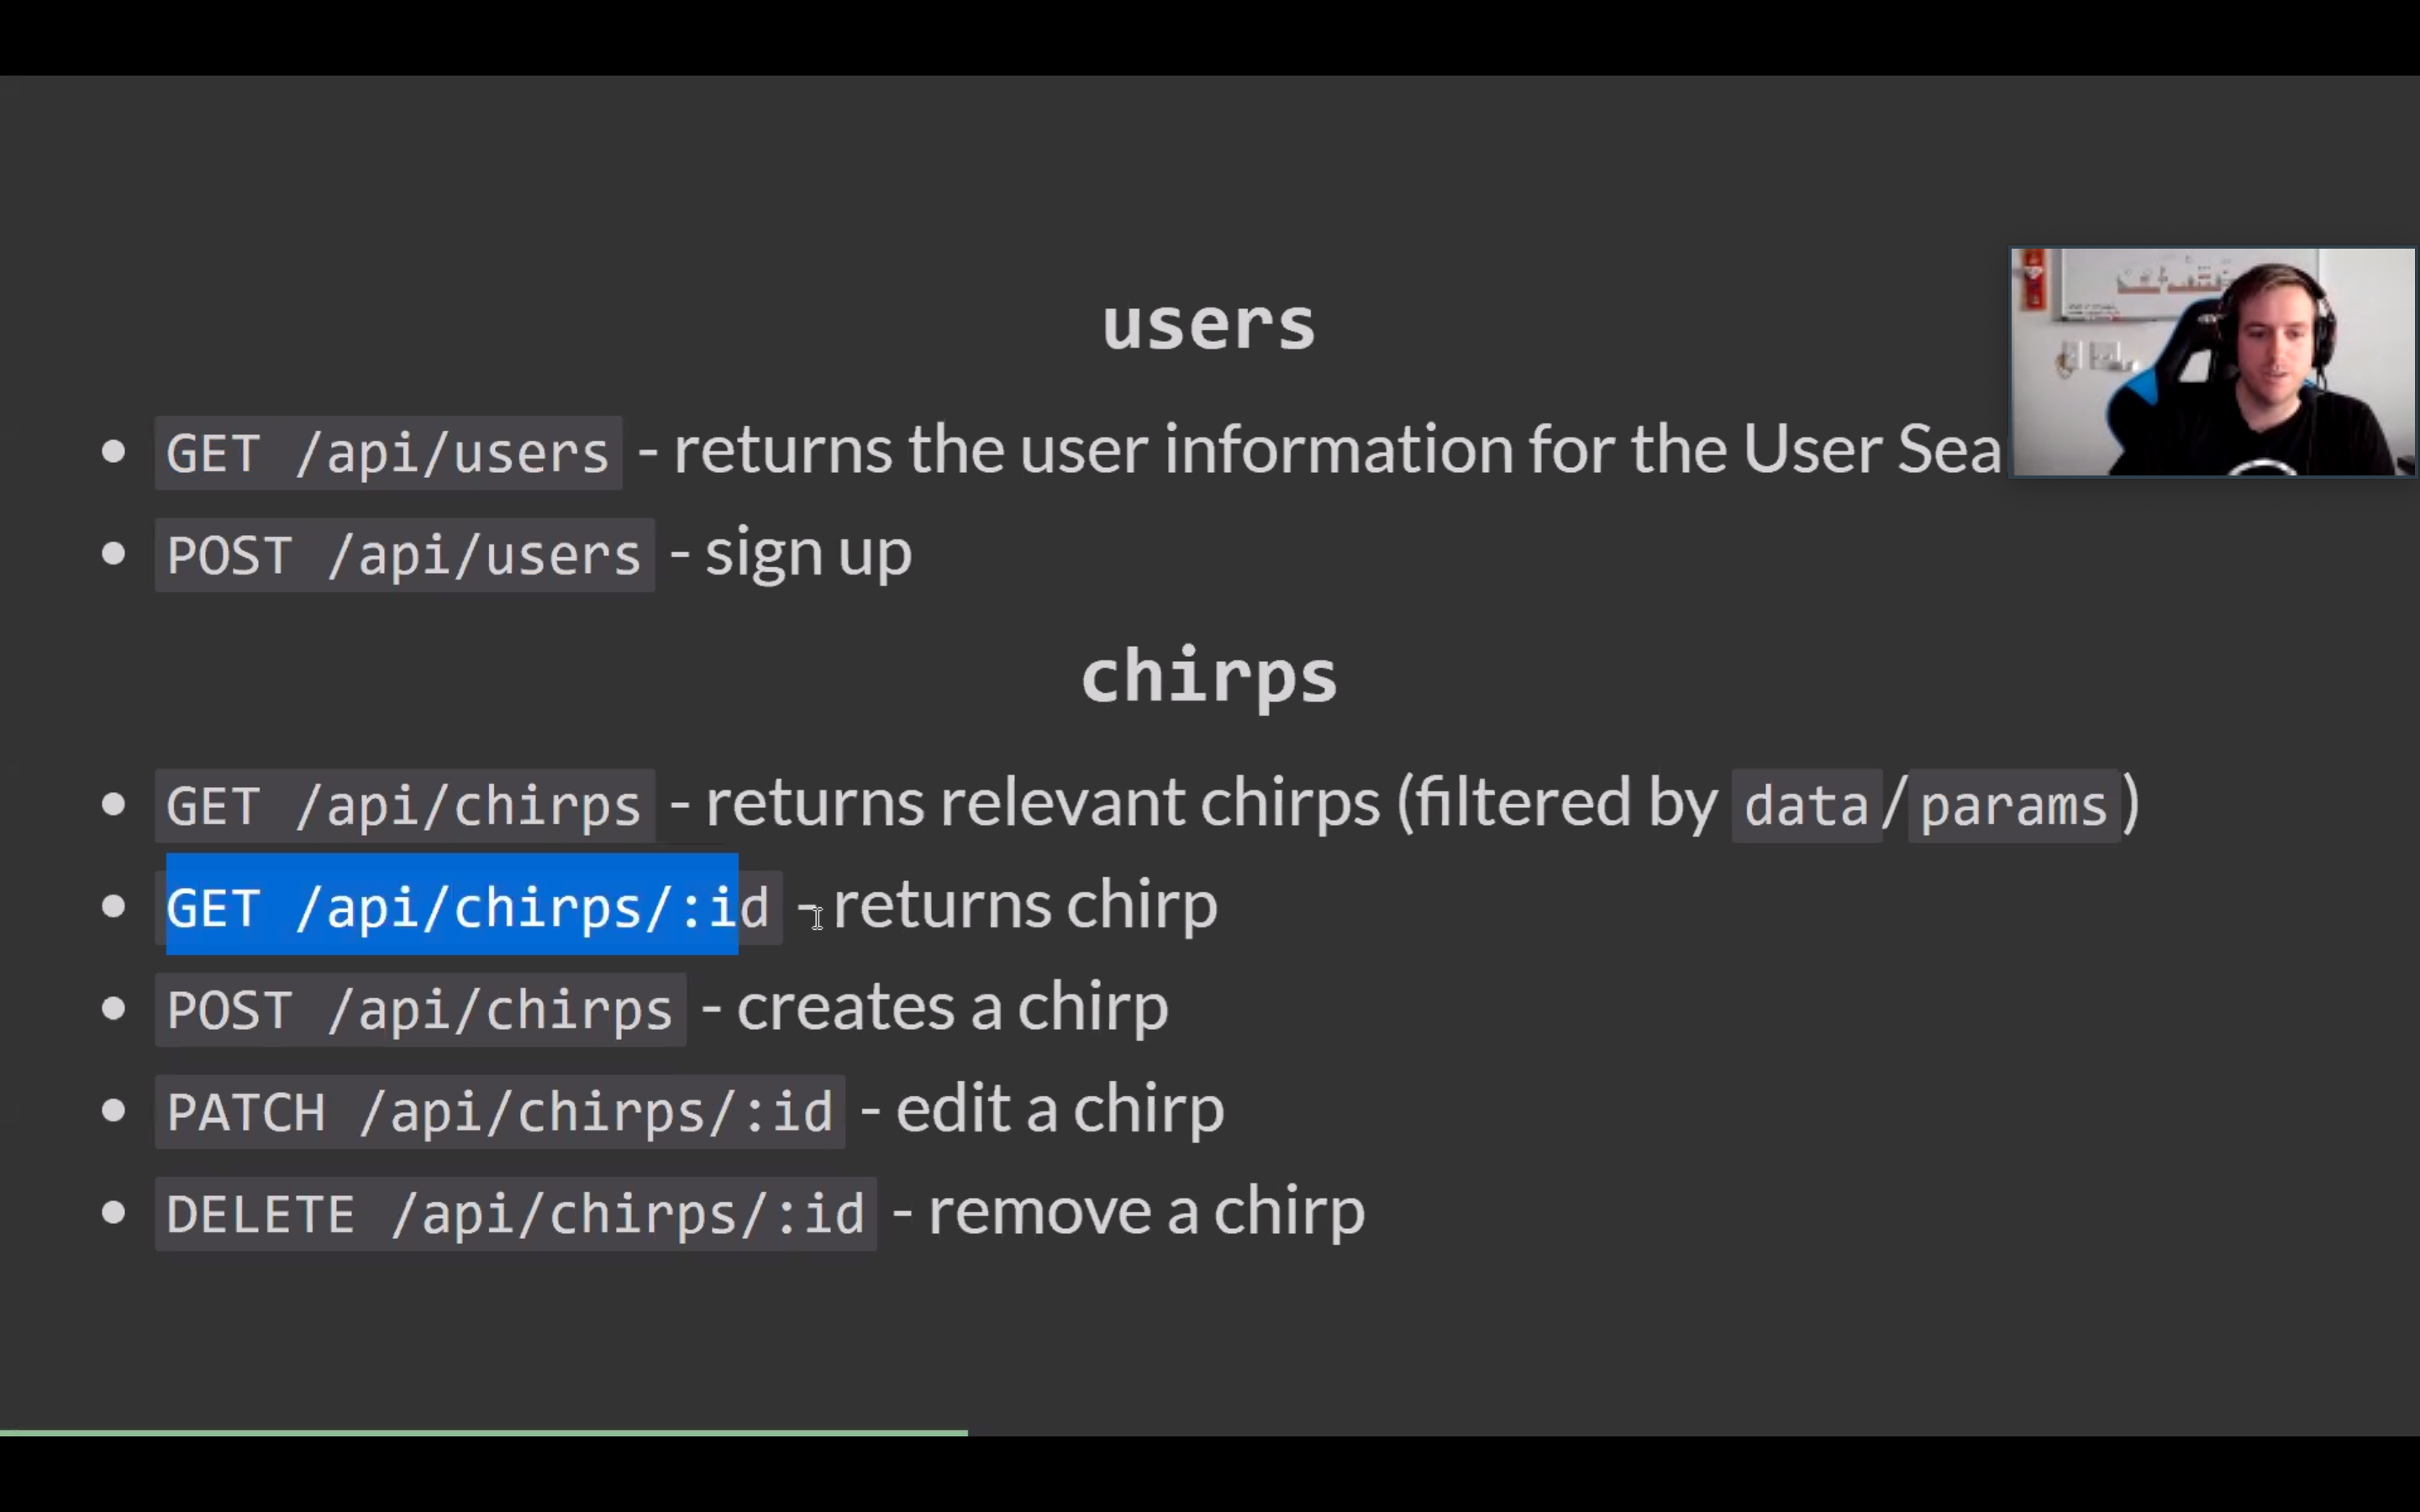 users
GET /api/users - returns the user information for the User
POST /api/users - sign up
chirps
GET /api/chirps - returns relevant chirps (filtered by data/params)
GET /api/chirps/:id - returns chirp
POST /api/chirps - creates a chirp
PATCH /api/chirps/:id - edit a chirp
DELETE /api/chirps/:id - remove a chirp